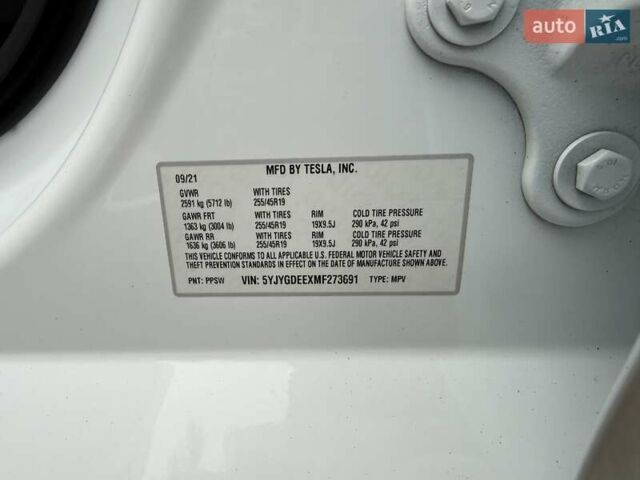 auto RIA
.com
MFD BY TESLA, INC.
09/21
GVWR WITH TIRES
2591 kg (5712 lb) 255/45R19
GAWR FRT WITH TIRES RIM COLD TIRE PRESSURE
1363 kg (3004 lb) 255/45R19 19X9.5J 290 kPa, 42 psi
GAWR RR WITH TIRES RIM COLD TIRE PRESSURE
1636 kg (3606 lb) 255/45R19 19X9.5J 290 kPa, 42 psi
THIS VEHICLE CONFORMS TO ALL APPLICABLE U.S. FEDERAL MOTOR VEHICLE SAFETY AND
THEFT PREVENTION STANDARDS IN EFFECT ON THE DATE OF MANUFACTURE SHOWN ABOVE.
PNT: PPSW VIN: 5YJYGDEEXMF273691 TYPE: MPV